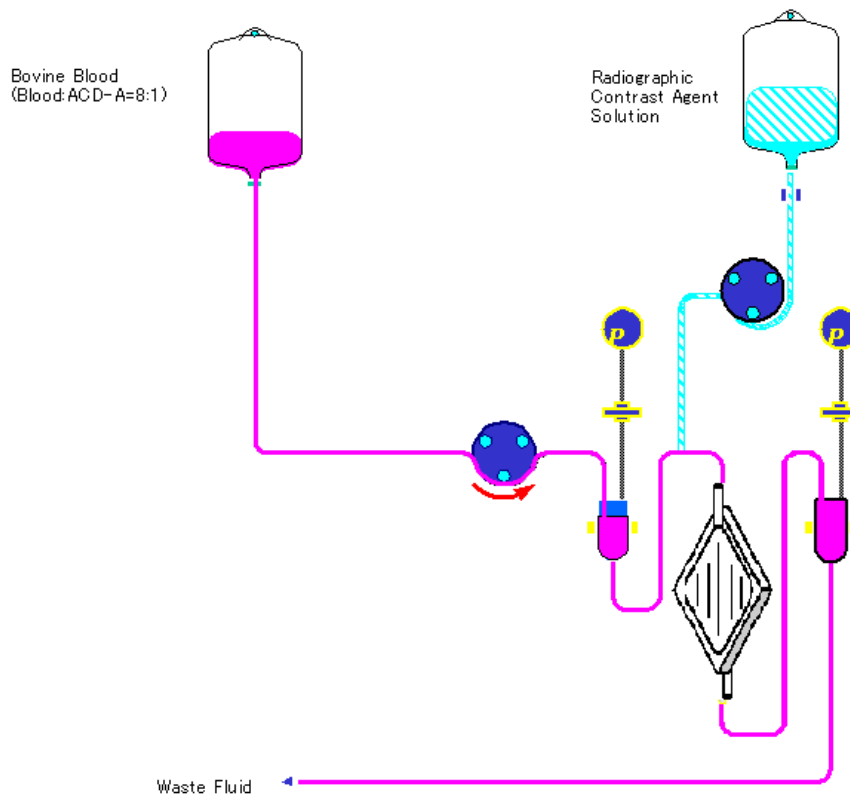 Bovine Blood
(Blood:ACD-A=8:1)
Radiographic
Contrast Agent
Solution
p
p
Waste Fluid